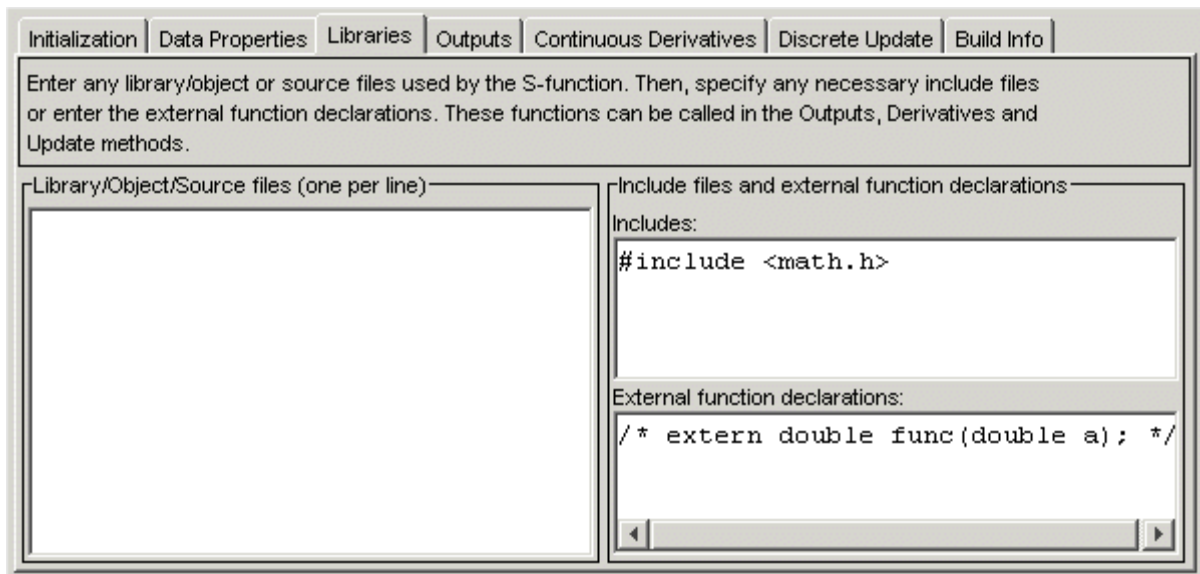 Initialization Data Properties Libraries Outputs Continuous Derivatives Discrete Update Build Info
Enter any library/object or source files used by the S-function. Then, specify any necessary include files
or enter the external function declarations. These functions can be called in the Outputs, Derivatives and
Update methods.
Library/Object/Source files (one per line)
Include files and external function declarations
Includes:
#include <math.h>
External function declarations:
/* extern double func(double a); */